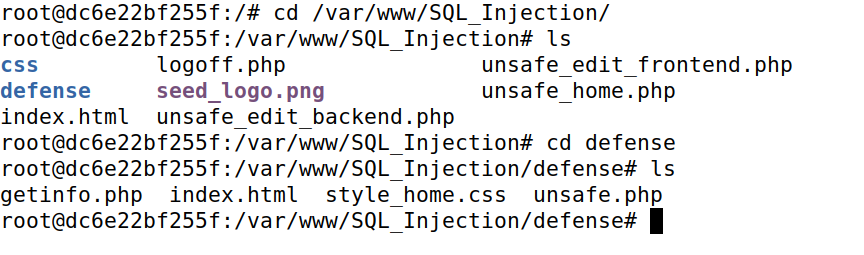 root@dc6e22bf255f:/# cd /var/www/SQL_Injection/
root@dc6e22bf255f:/var/www/SQL_Injection# ls
css         logoff.php               unsafe_edit_frontend.php
defense     seed_logo.png            unsafe_home.php
index.html  unsafe_edit_backend.php
root@dc6e22bf255f:/var/www/SQL_Injection# cd defense
root@dc6e22bf255f:/var/www/SQL_Injection/defense# ls
getinfo.php  index.html  style_home.css  unsafe.php
root@dc6e22bf255f:/var/www/SQL_Injection/defense#